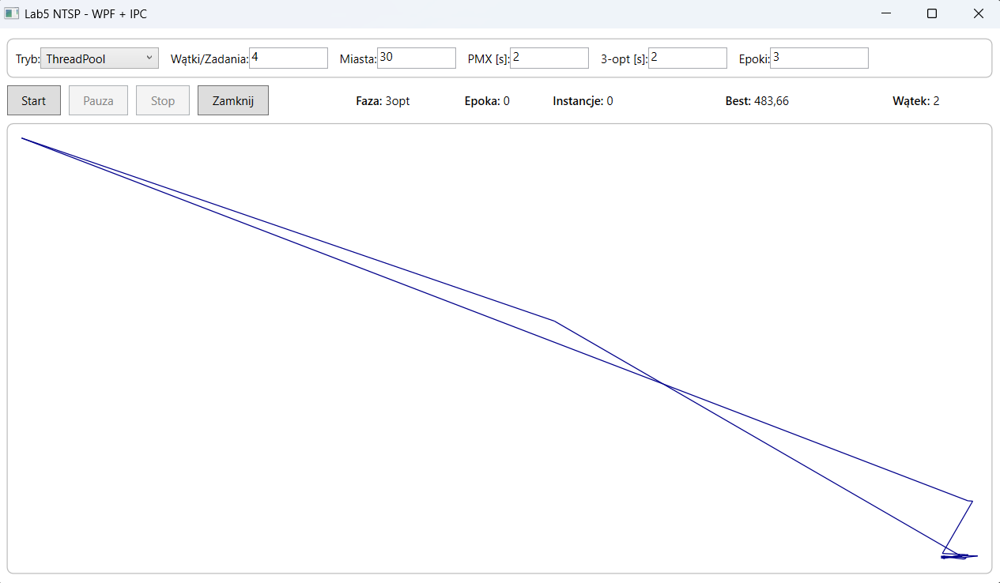 Lab5 NTSP - WPF + IPC
Tryb: ThreadPool Wątki/Zadania: 4 Miasta: 30 PMX [s]: 2 3-opt [s]: 2 Epoki: 3
Start Pauza Stop Zamknij Faza: 3opt Epoka: 0 Instancje: 0 Best: 483,66 Wątek: 2